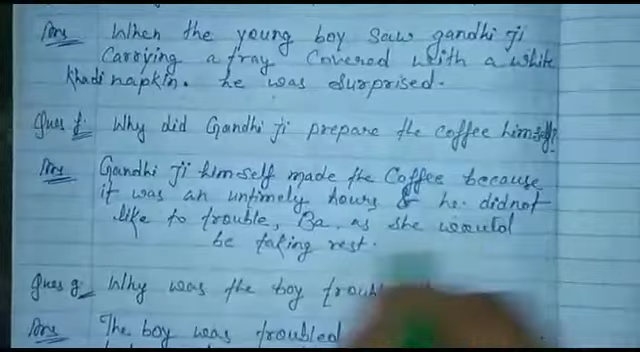 Ans When the young boy saw gandhi ji
Carrying a tray Covered with a white
Khadi napkin. he was surprised.
Ques f. Why did Gandhi ji prepare the coffee himself?
Ans Gandhi Ji himself made the Coffee because
it was an untimely hours & he didnot
like to trouble, Ba, as she would
be taking rest.
Ques g Why was the boy
Ans The boy was troubled